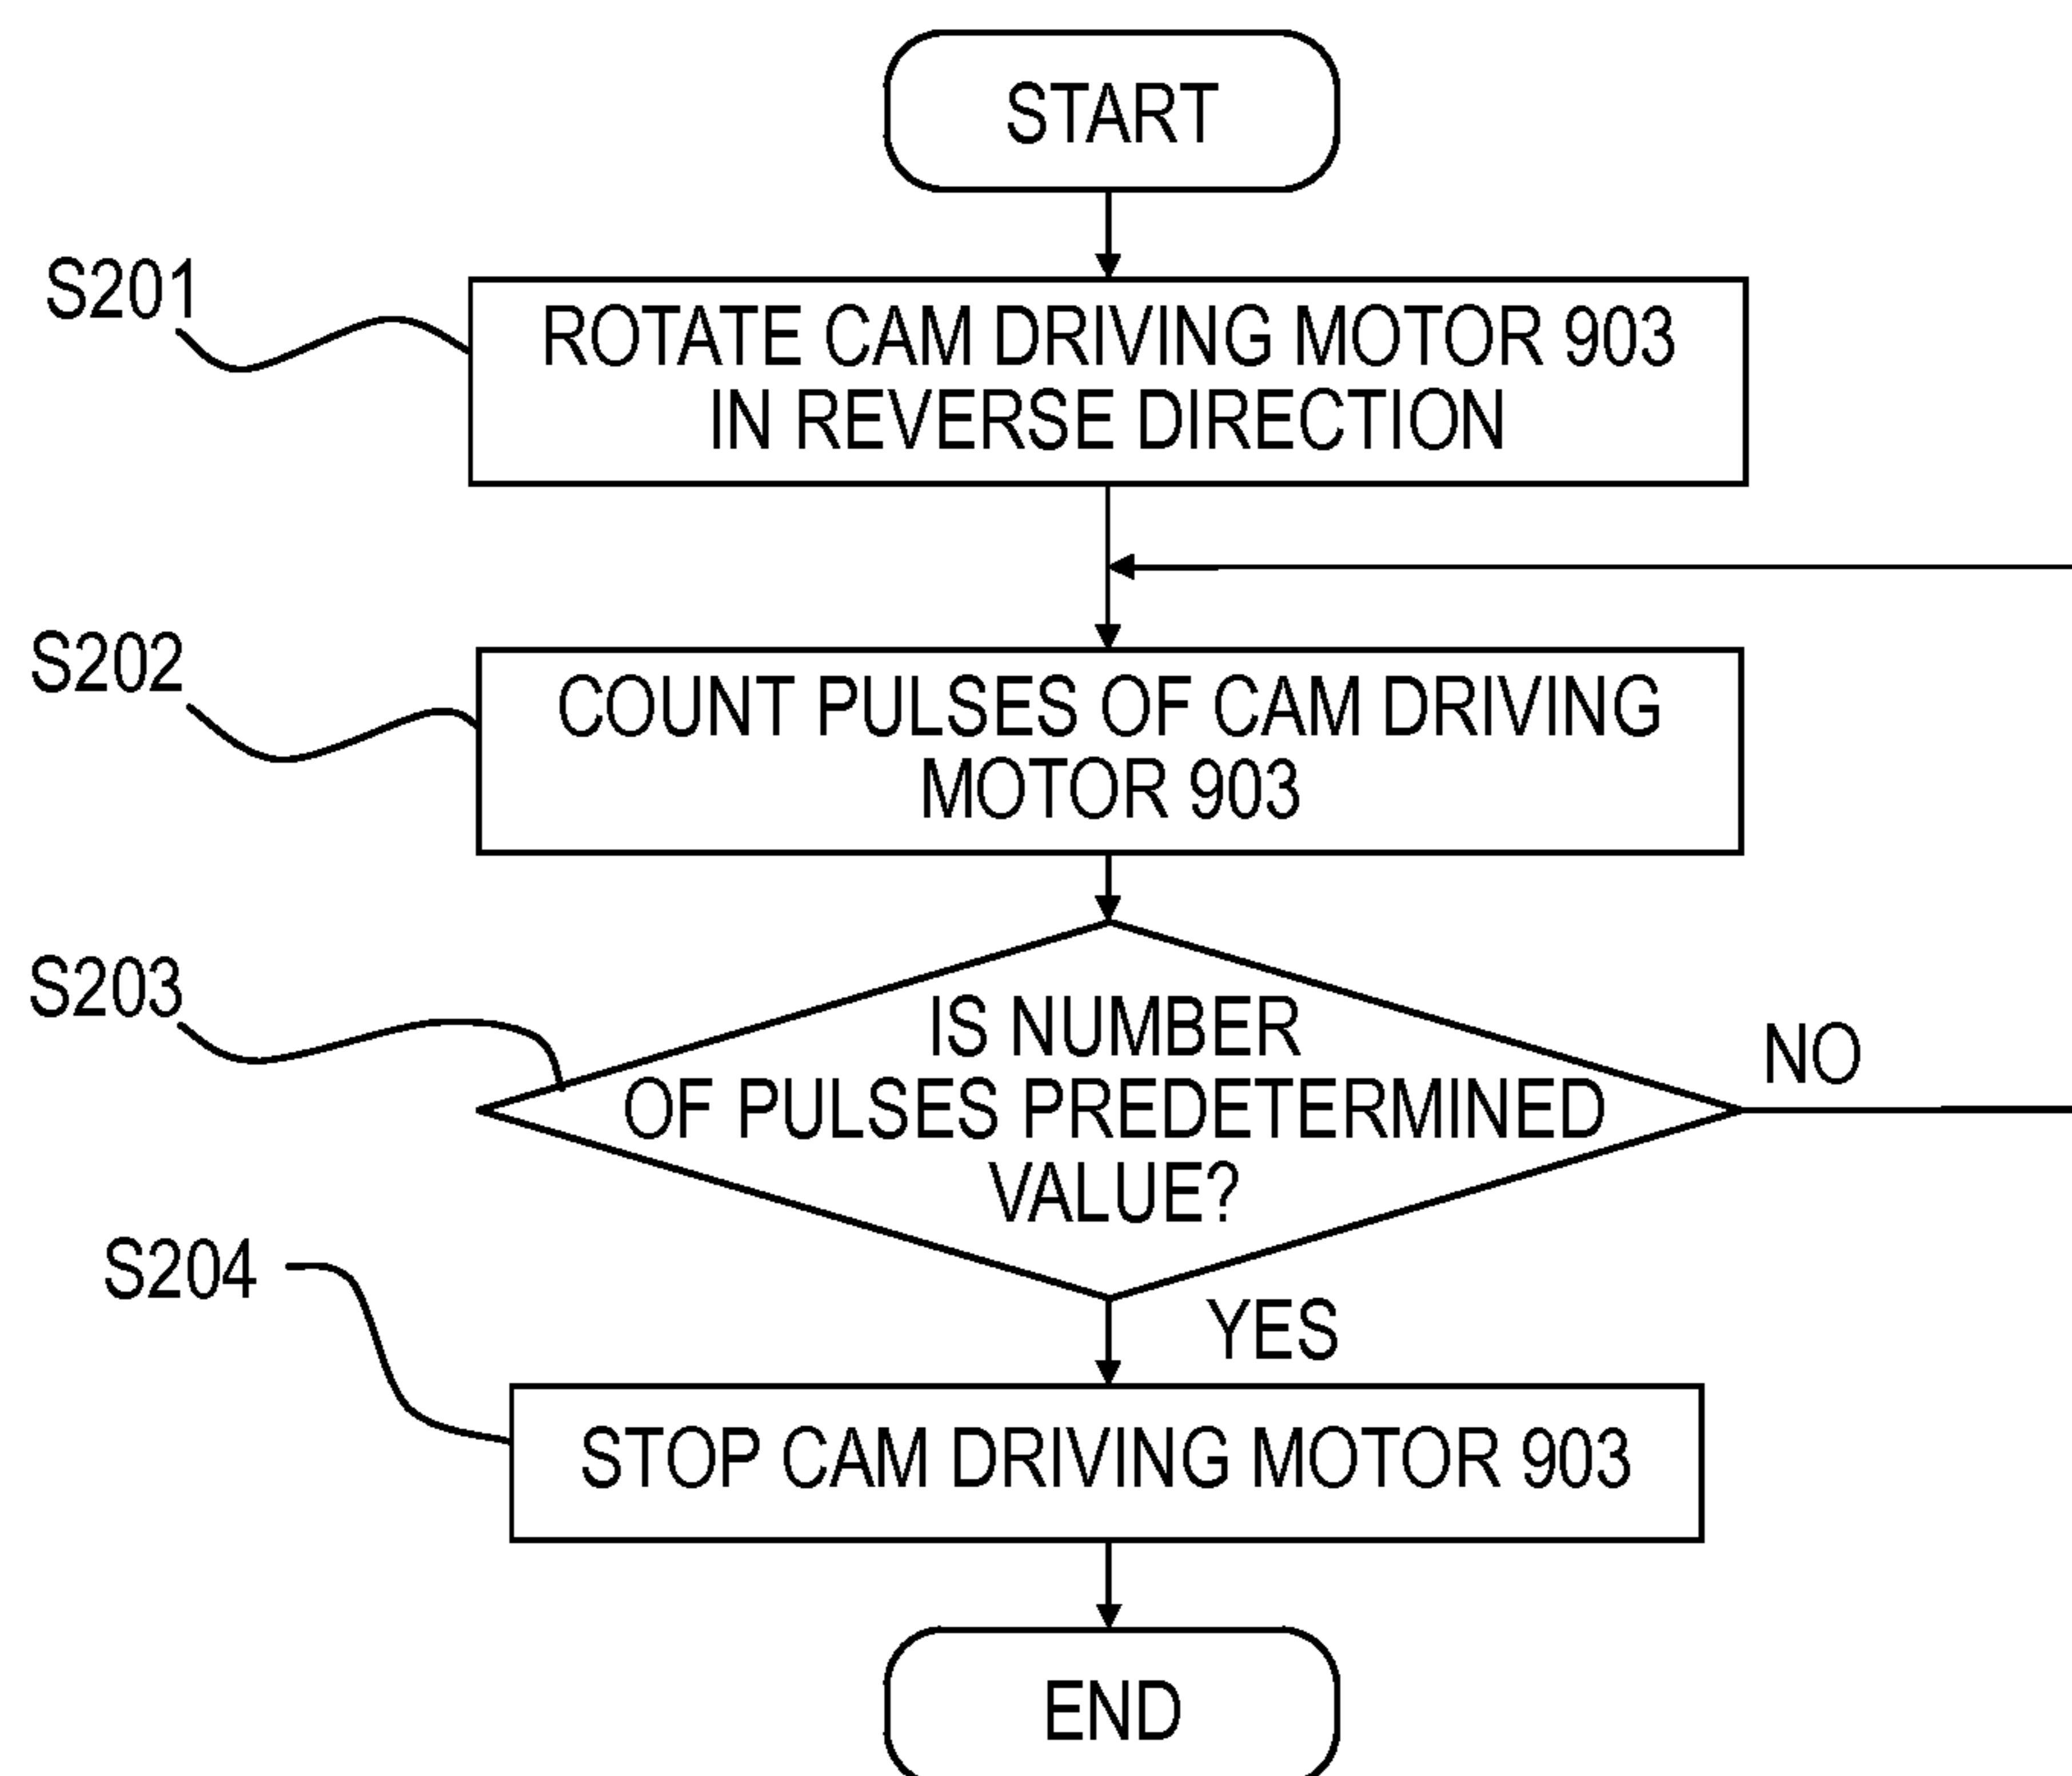 START
S201
ROTATE CAM DRIVING MOTOR 903
IN REVERSE DIRECTION
S202
COUNT PULSES OF CAM DRIVING
MOTOR 903
S203
IS NUMBER
OF PULSES PREDETERMINED
VALUE?
NO
YES
S204
STOP CAM DRIVING MOTOR 903
END